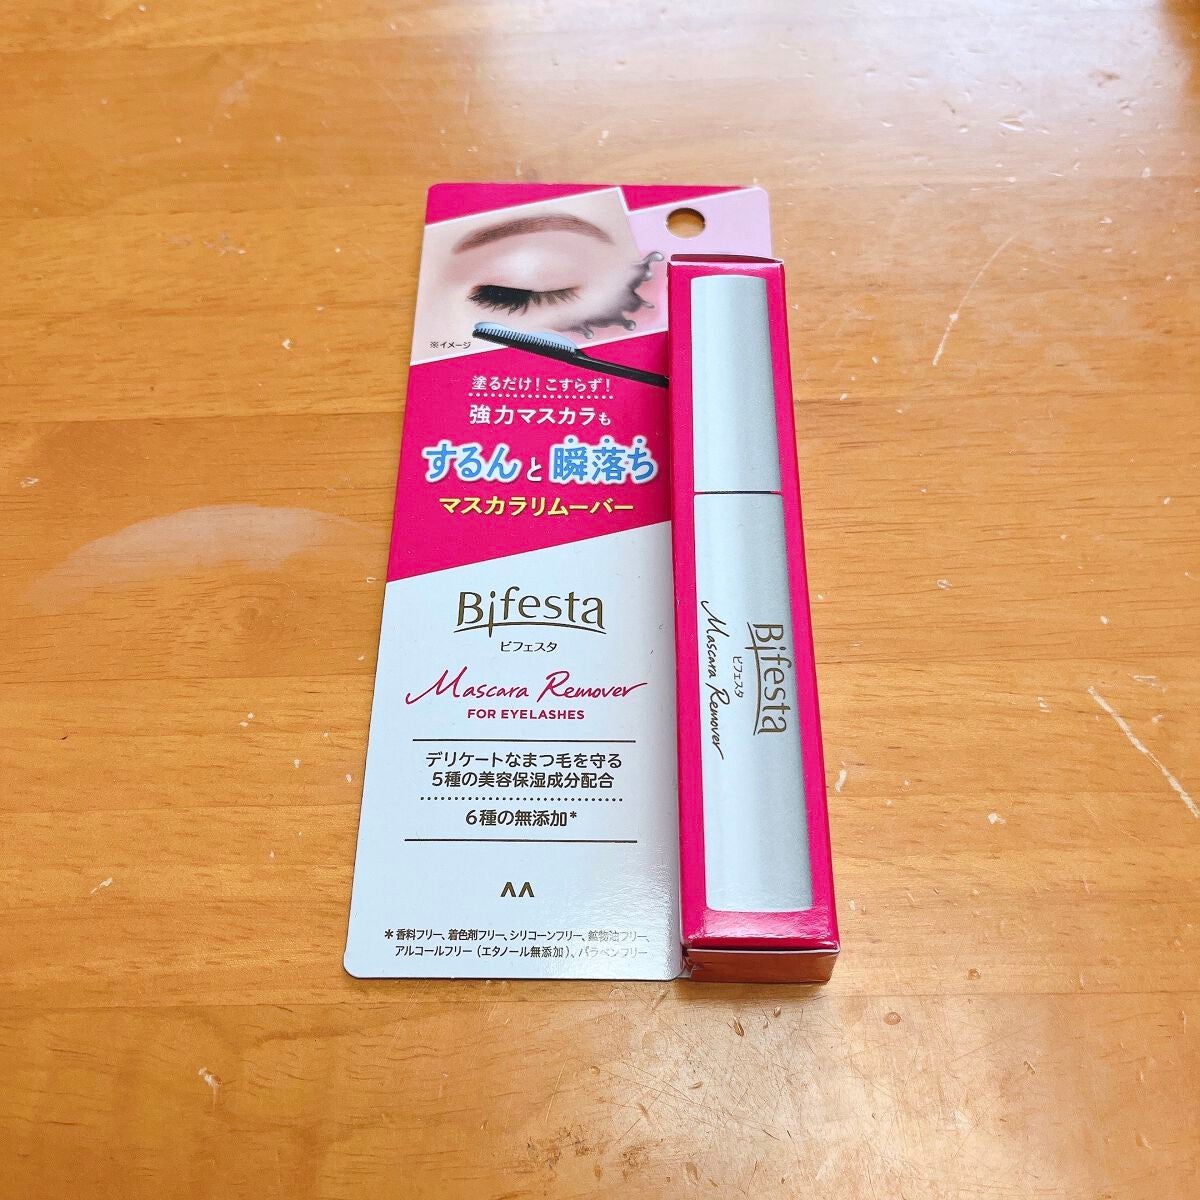 ※イメージ
塗るだけ！こすらず！
強力マスカラも
するんと瞬落ち
マスカラリムーバー
Bifesta
ビフェスタ
Mascara Remover
FOR EYELASHES
デリケートなまつ毛を守る
5種の美容保湿成分配合
6種の無添加*
*香料フリー、着色剤フリー、シリコーンフリー、鉱物油フリー、
アルコールフリー（エタノール無添加）、パラベンフリー
Bifesta
ビフェスタ
Mascara Remover